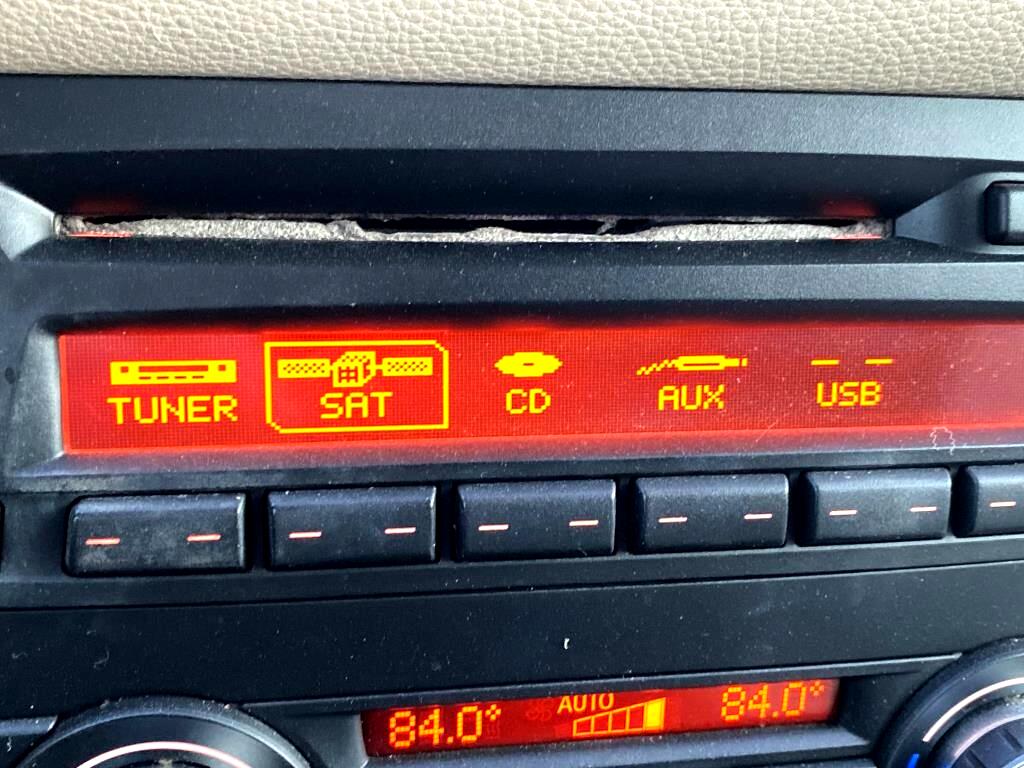 TUNER SAT CD AUX USB
84.0° AUTO 84.0°